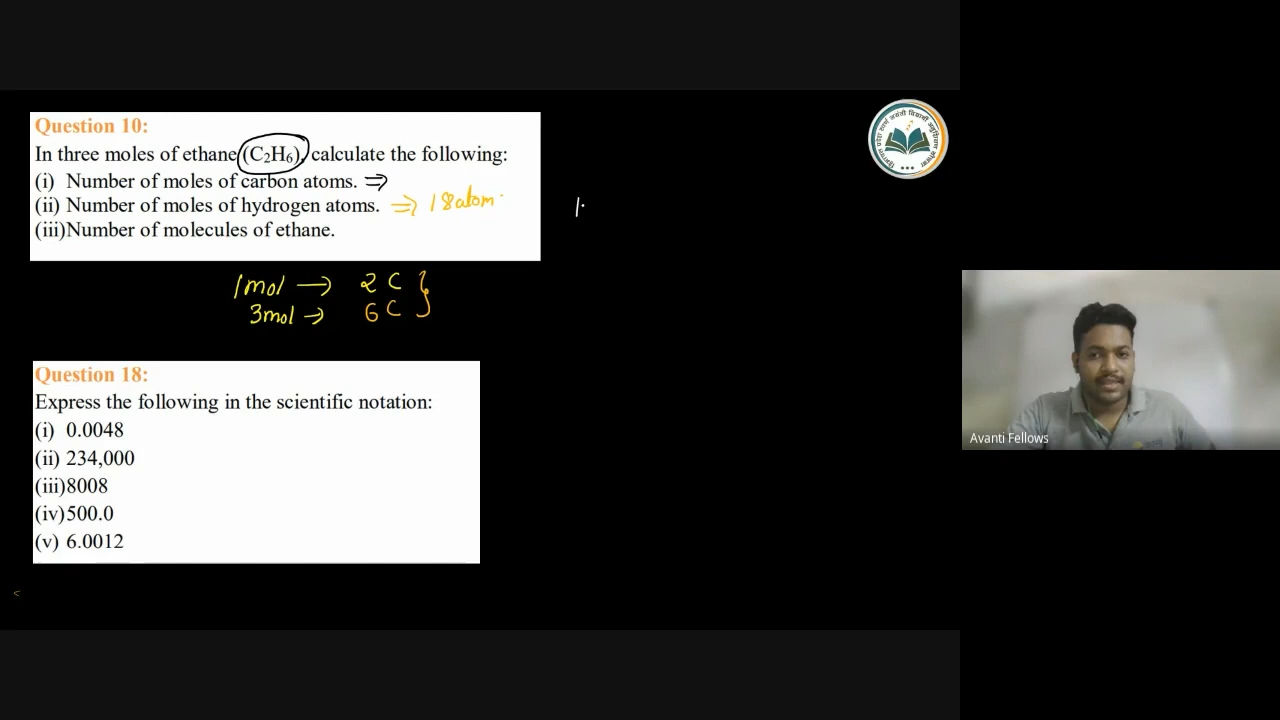 Question 10:
In three moles of ethane (C₂H₆), calculate the following:
(i) Number of moles of carbon atoms. ⇒
(ii) Number of moles of hydrogen atoms. ⇒ 18 atom
(iii)Number of molecules of ethane.
1mol → 2 C }
3mol → 6 C
Question 18:
Express the following in the scientific notation:
(i) 0.0048
(ii) 234,000
(iii)8008
(iv)500.0
(v) 6.0012
Avanti Fellows